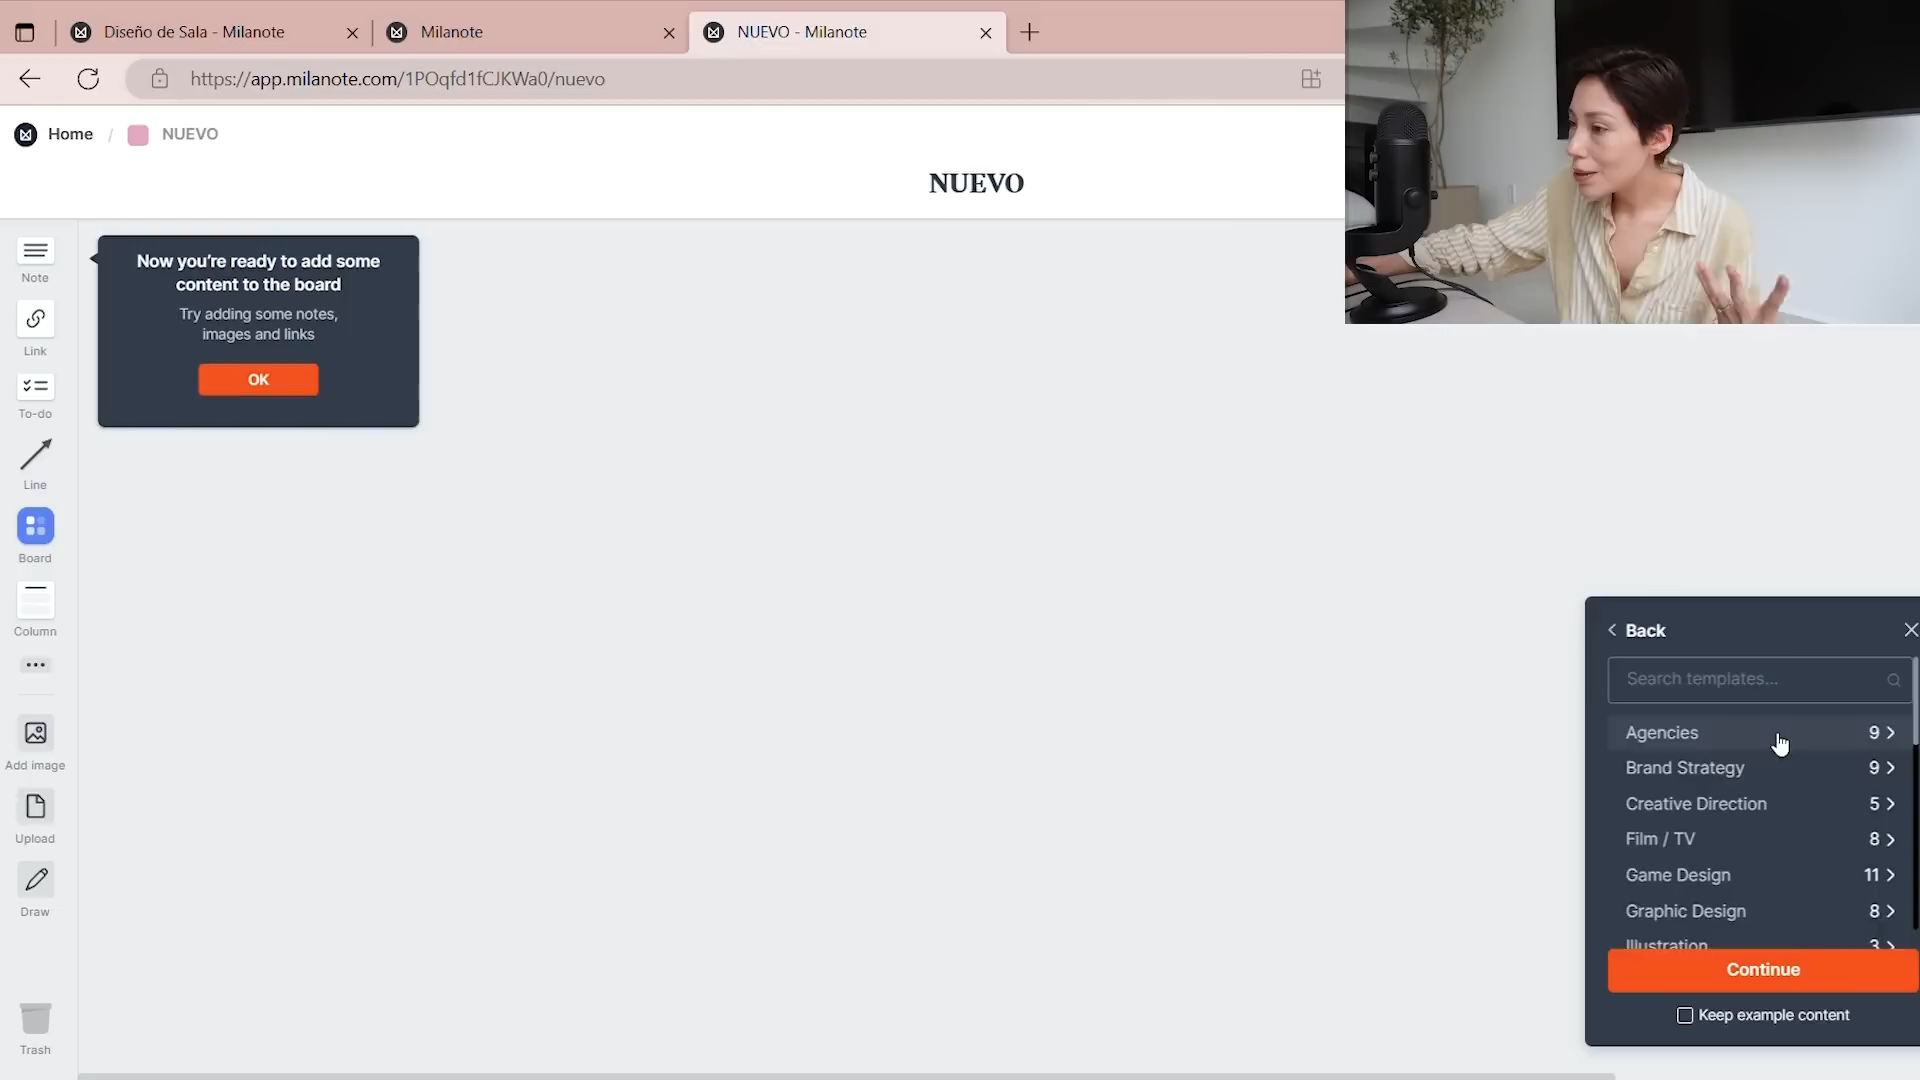 Diseño de Sala - Milanote
Milanote
NUEVO - Milanote
https://app.milanote.com/1POqfd1fCJKWa0/nuevo
Home / NUEVO
NUEVO
Note
Link
To-do
Line
Board
Column
Add image
Upload
Draw
Trash
Now you're ready to add some
content to the board
Try adding some notes,
images and links
OK
Back
Search templates...
Agencies 9
Brand Strategy 9
Creative Direction 5
Film / TV 8
Game Design 11
Graphic Design 8
Illustration 3
Continue
Keep example content